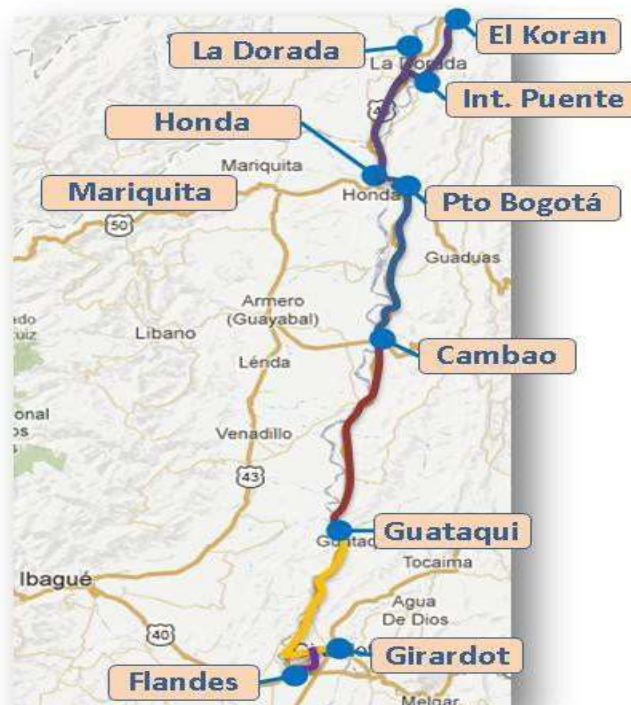 El Koran
La Dorada
La Dorada
Int. Puente
Honda
Mariquita
Mariquita
Honda
Pto Bogotá
50
Guaduas
Armero
(Guayabal)
Libano
Cambao
Lérida
Venadillo
43
Guataqui
Tocaima
Ibagué
Agua
De Dios
40
Girardot
Flandes
Melgar